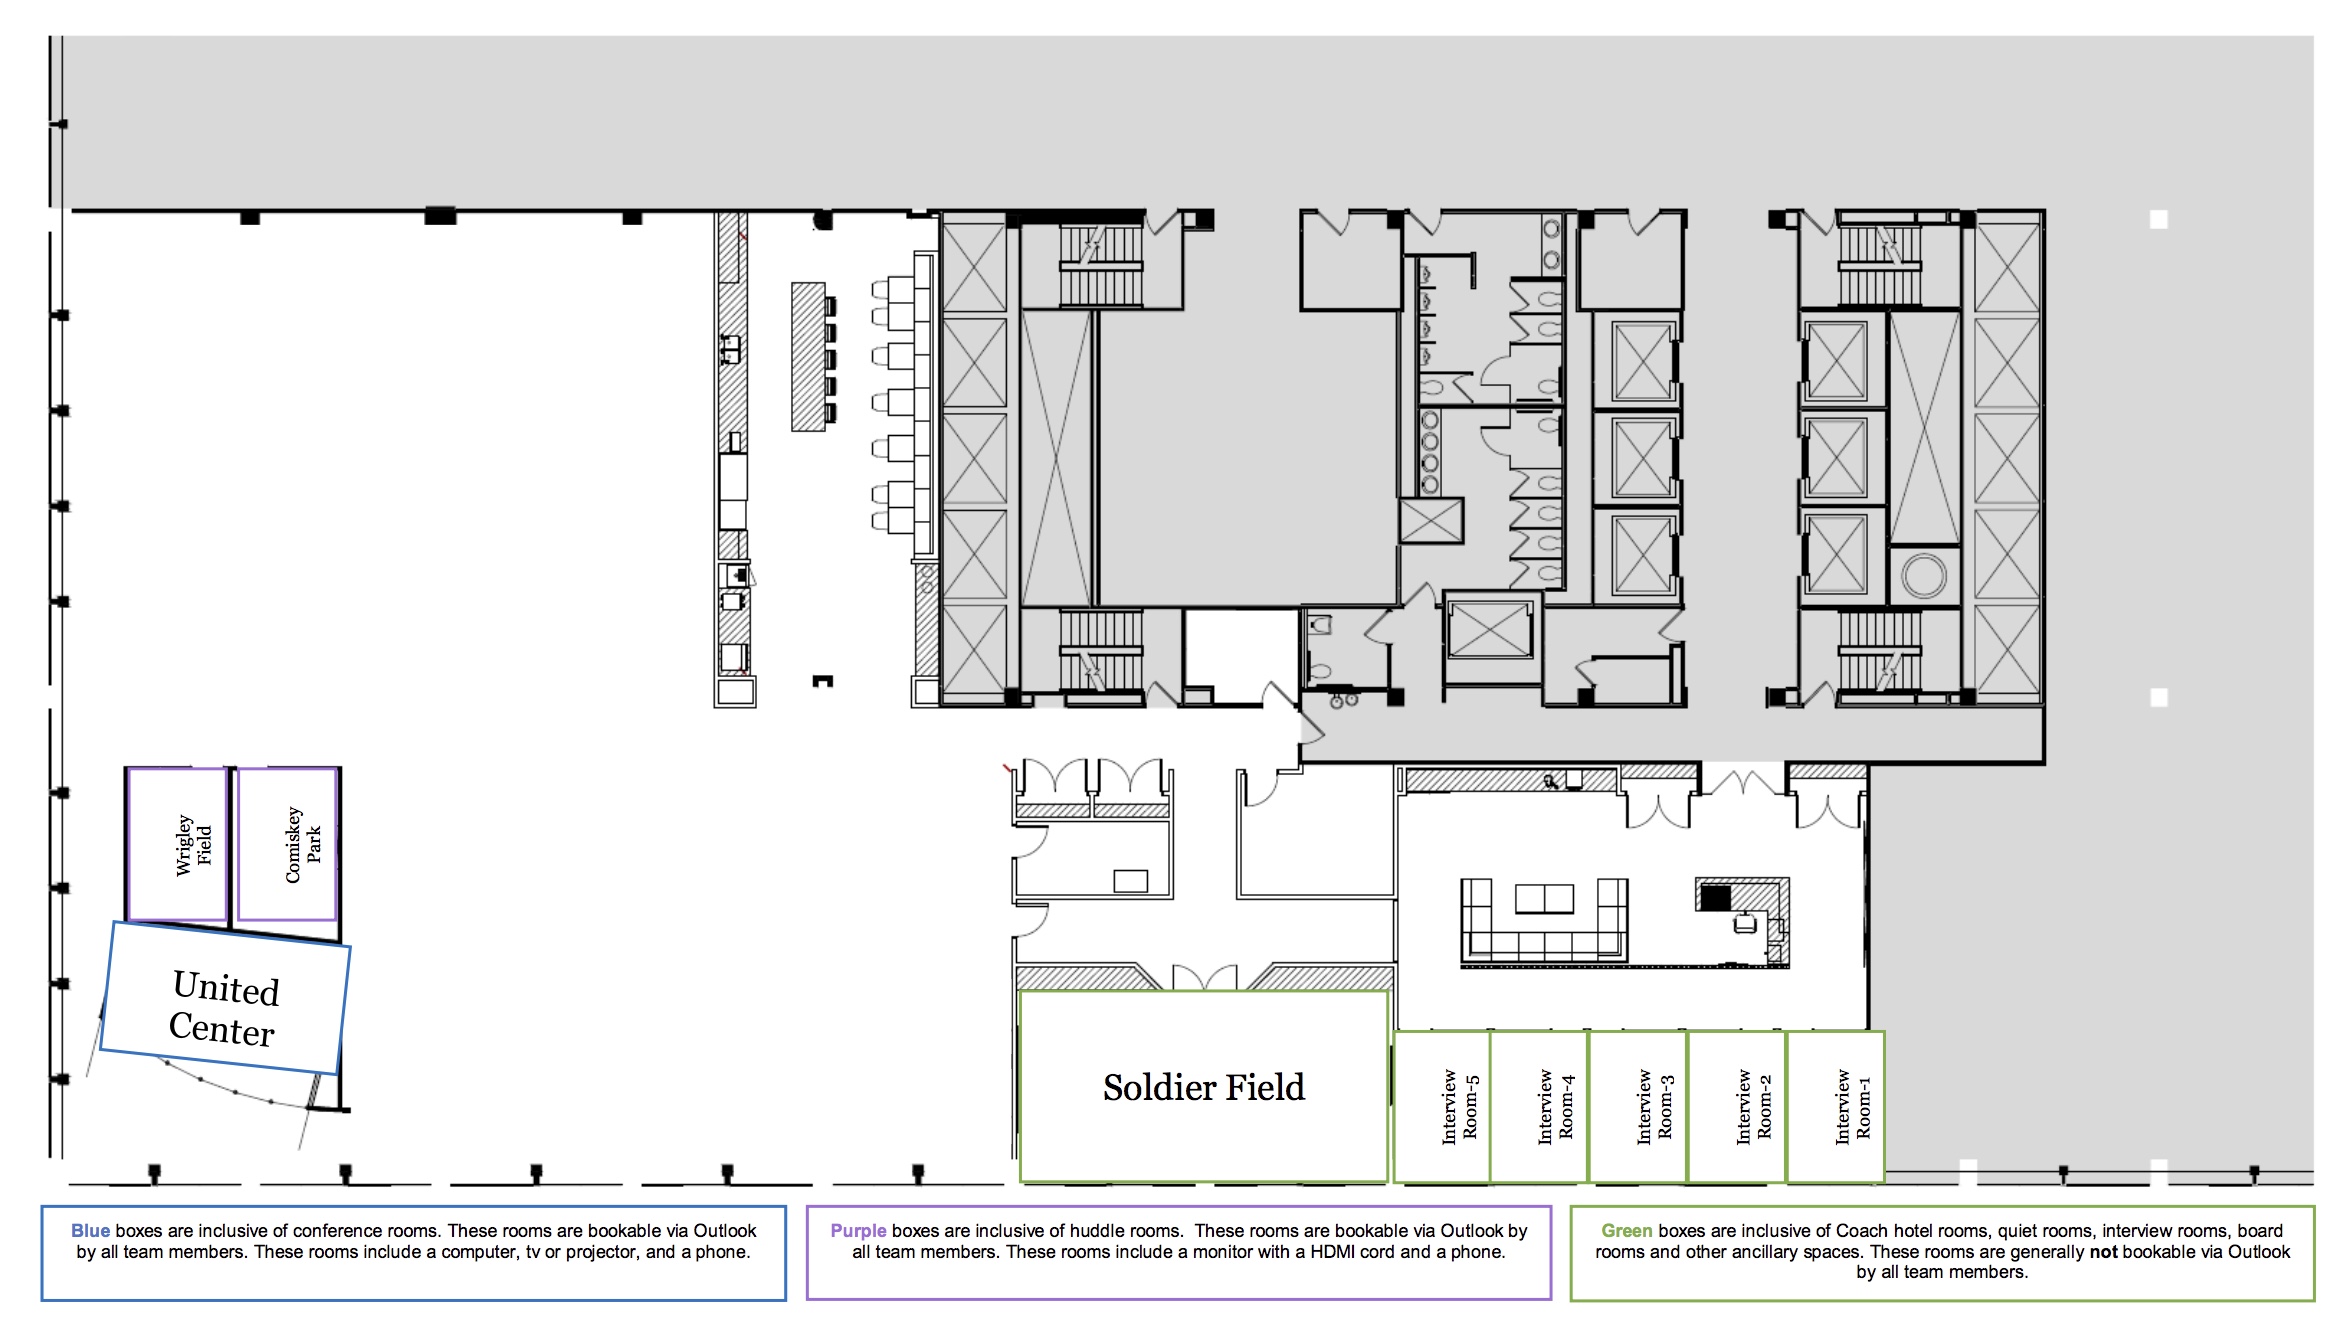 Wrigley
Field
Comiskey
Park
United
Center
Soldier Field
Interview
Room-5
Interview
Room-4
Interview
Room-3
Interview
Room-2
Interview
Room-1
Blue boxes are inclusive of conference rooms. These rooms are bookable via Outlook
by all team members. These rooms include a computer, tv or projector, and a phone.
Purple boxes are inclusive of huddle rooms.  These rooms are bookable via Outlook by
all team members. These rooms include a monitor with a HDMI cord and a phone.
Green boxes are inclusive of Coach hotel rooms, quiet rooms, interview rooms, board
rooms and other ancillary spaces. These rooms are generally not bookable via Outlook
by all team members.